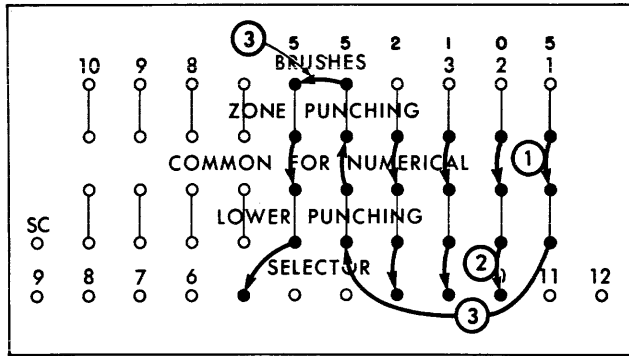 3 5 5 2 1 0 5
BRUSHES
10 9 8 3 2 1
ZONE PUNCHING
COMMON FOR NUMERICAL 1
LOWER PUNCHING
SC
SELECTOR 2
9 8 7 6 11 12
3